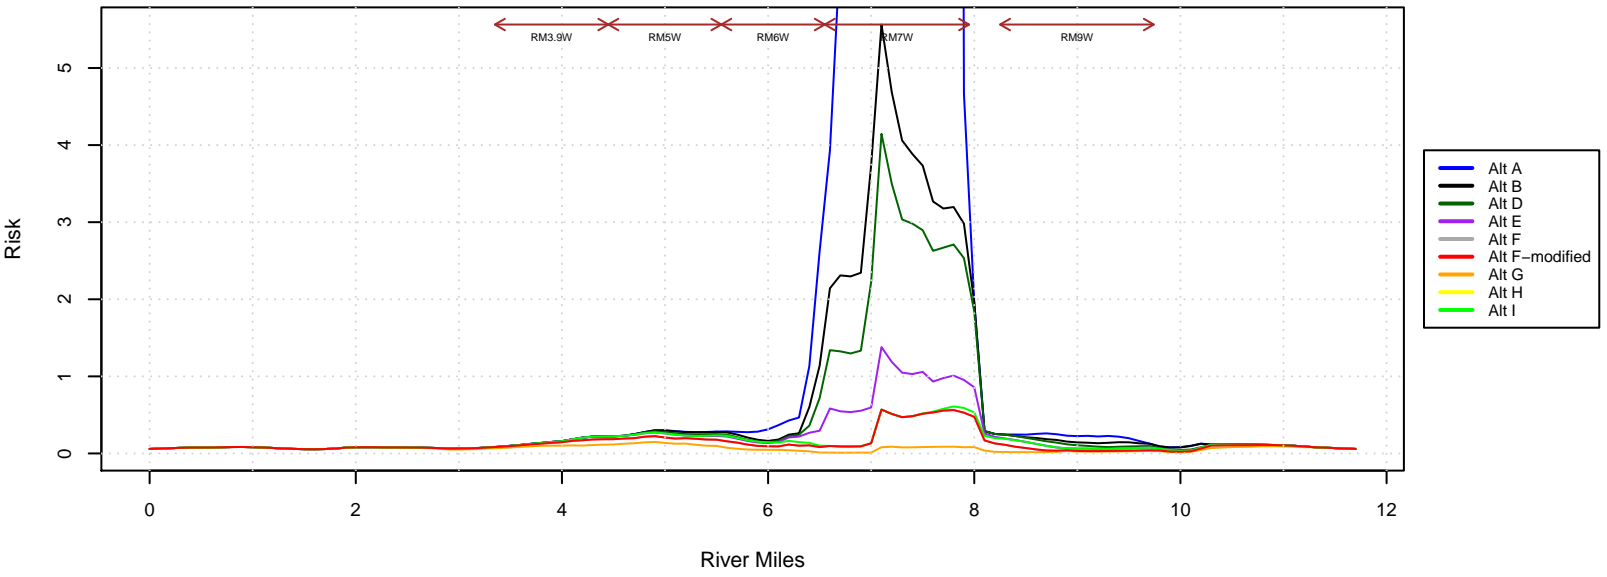 RM3.9W RM5W RM6W RM7W RM9W
5
4
3
2
1
0
Risk
0 2 4 6 8 10 12
River Miles
Alt A
Alt B
Alt D
Alt E
Alt F
Alt F−modified
Alt G
Alt H
Alt I